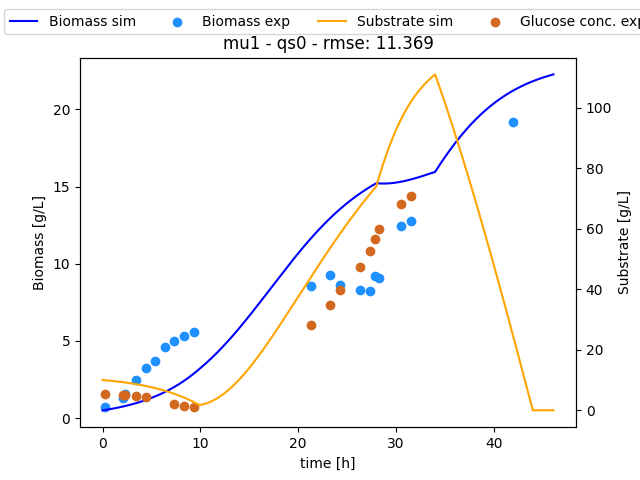 Biomass sim Biomass exp Substrate sim Glucose conc. exp
mu1 - qs0 - rmse: 11.369
20
15
10
5
0
100
80
60
40
20
0
Biomass [g/L]
Substrate [g/L]
0 10 20 30 40
time [h]